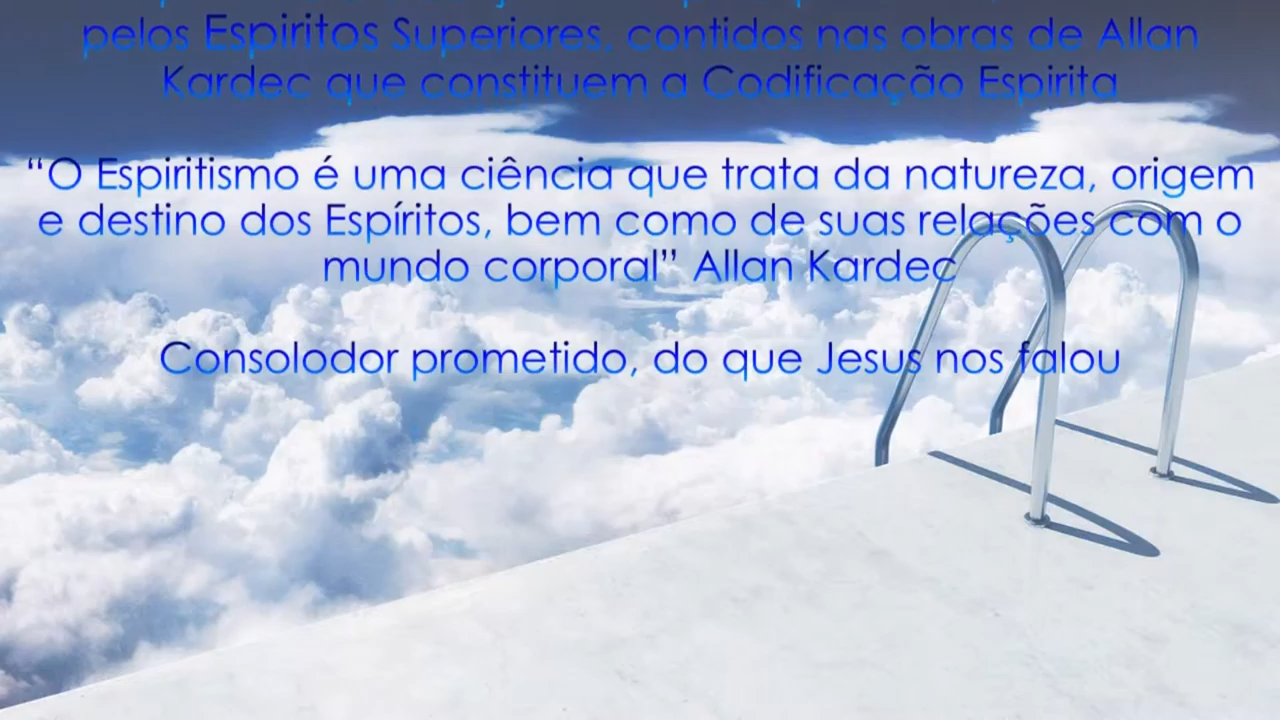 pelos Espiritos Superiores, contidos nas obras de Allan
Kardec que constituem a Codificação Espirita
“O Espiritismo é uma ciência que trata da natureza, origem
e destino dos Espíritos, bem como de suas relações com o
mundo corporal” Allan Kardec
Consolodor prometido, do que Jesus nos falou